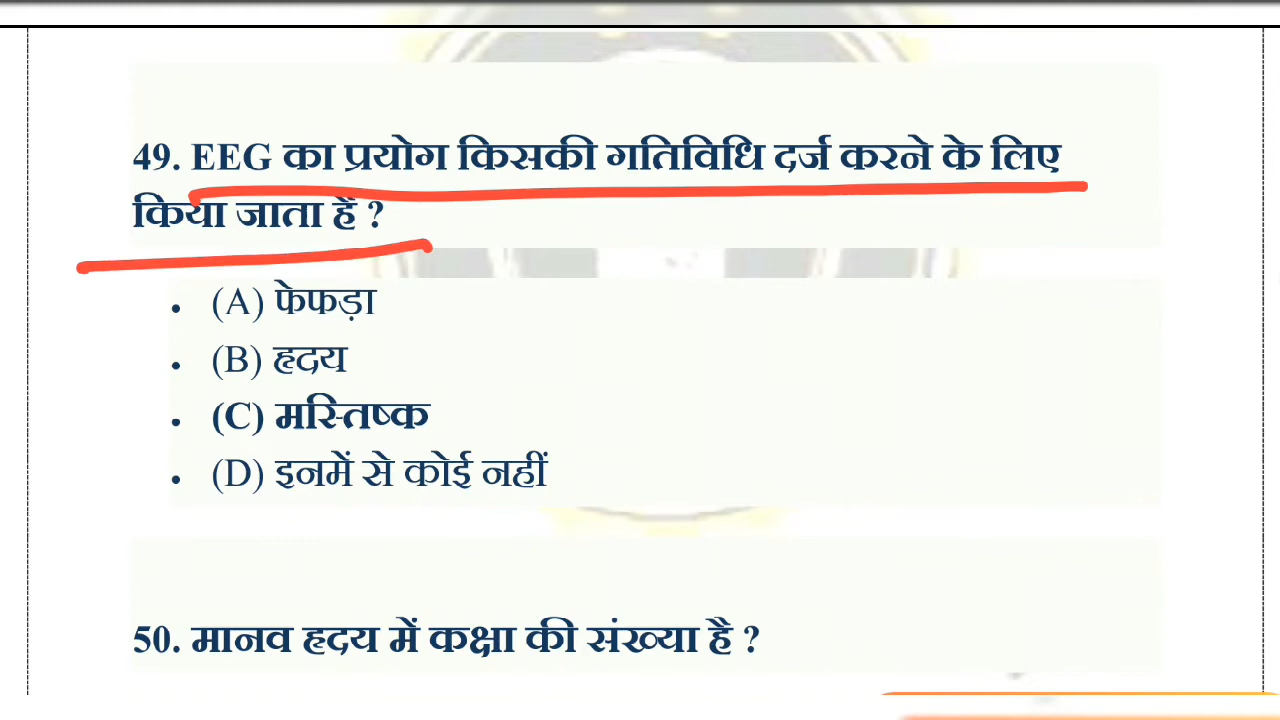 49. EEG का प्रयोग किसकी गतिविधि दर्ज करने के लिए
किया जाता है ?
• (A) फेफड़ा
• (B) हृदय
• (C) मस्तिष्क
• (D) इनमें से कोई नहीं
50. मानव हृदय में कक्षा की संख्या है ?